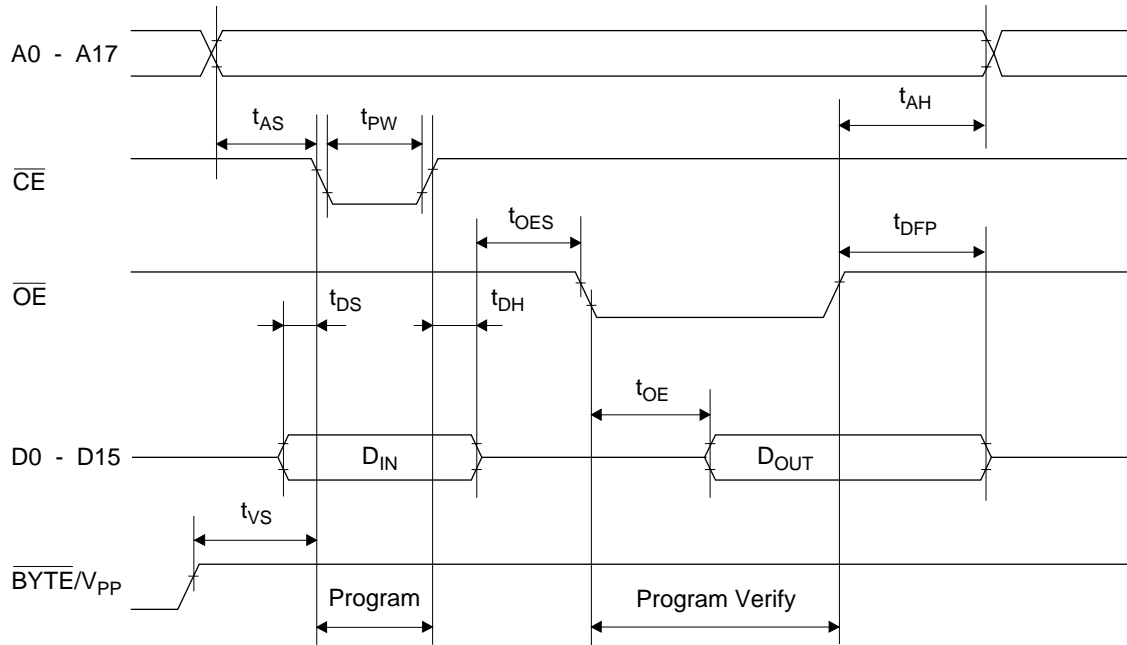 A0 - A17
tAH
tAS
tPW
CE
tOES
tDFP
OE
tDS
tDH
tOE
D0 - D15
DIN
DOUT
tVS
BYTE/VPP
Program
Program Verify